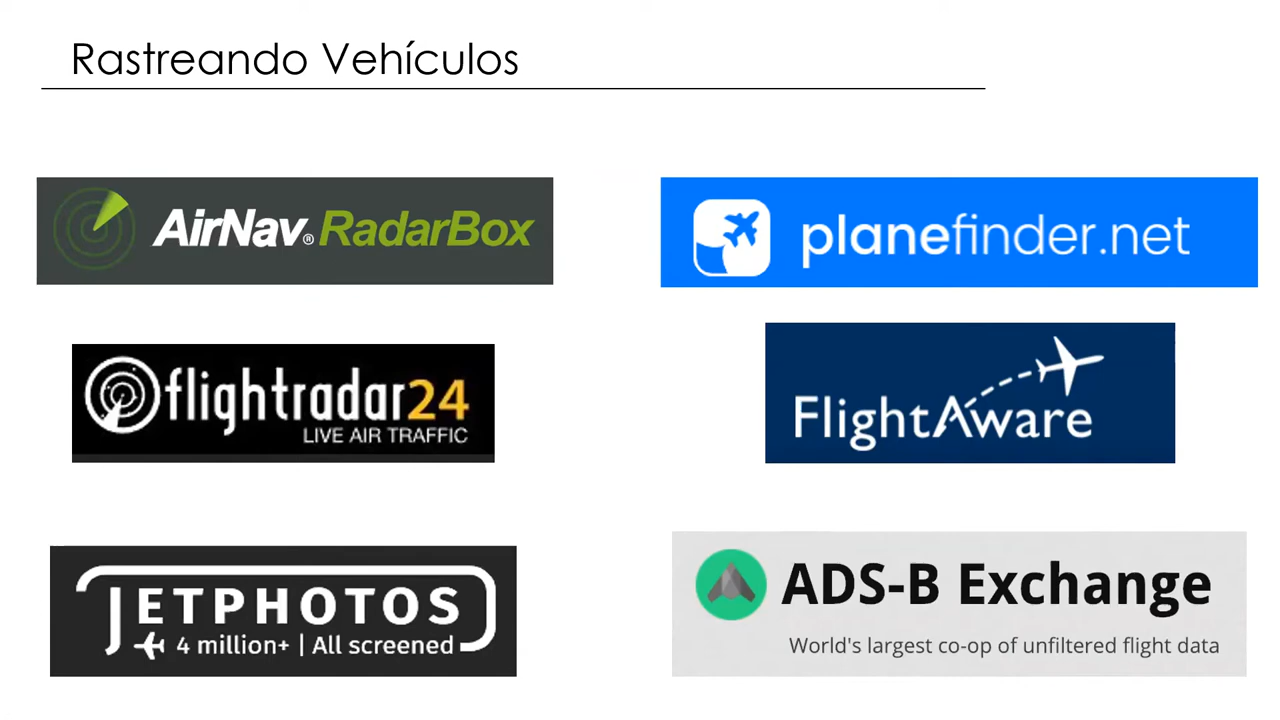 Rastreando Vehículos
AirNav® RadarBox
planefinder.net
flightradar24
LIVE AIR TRAFFIC
FlightAware
JETPHOTOS
4 million+ | All screened
ADS-B Exchange
World's largest co-op of unfiltered flight data